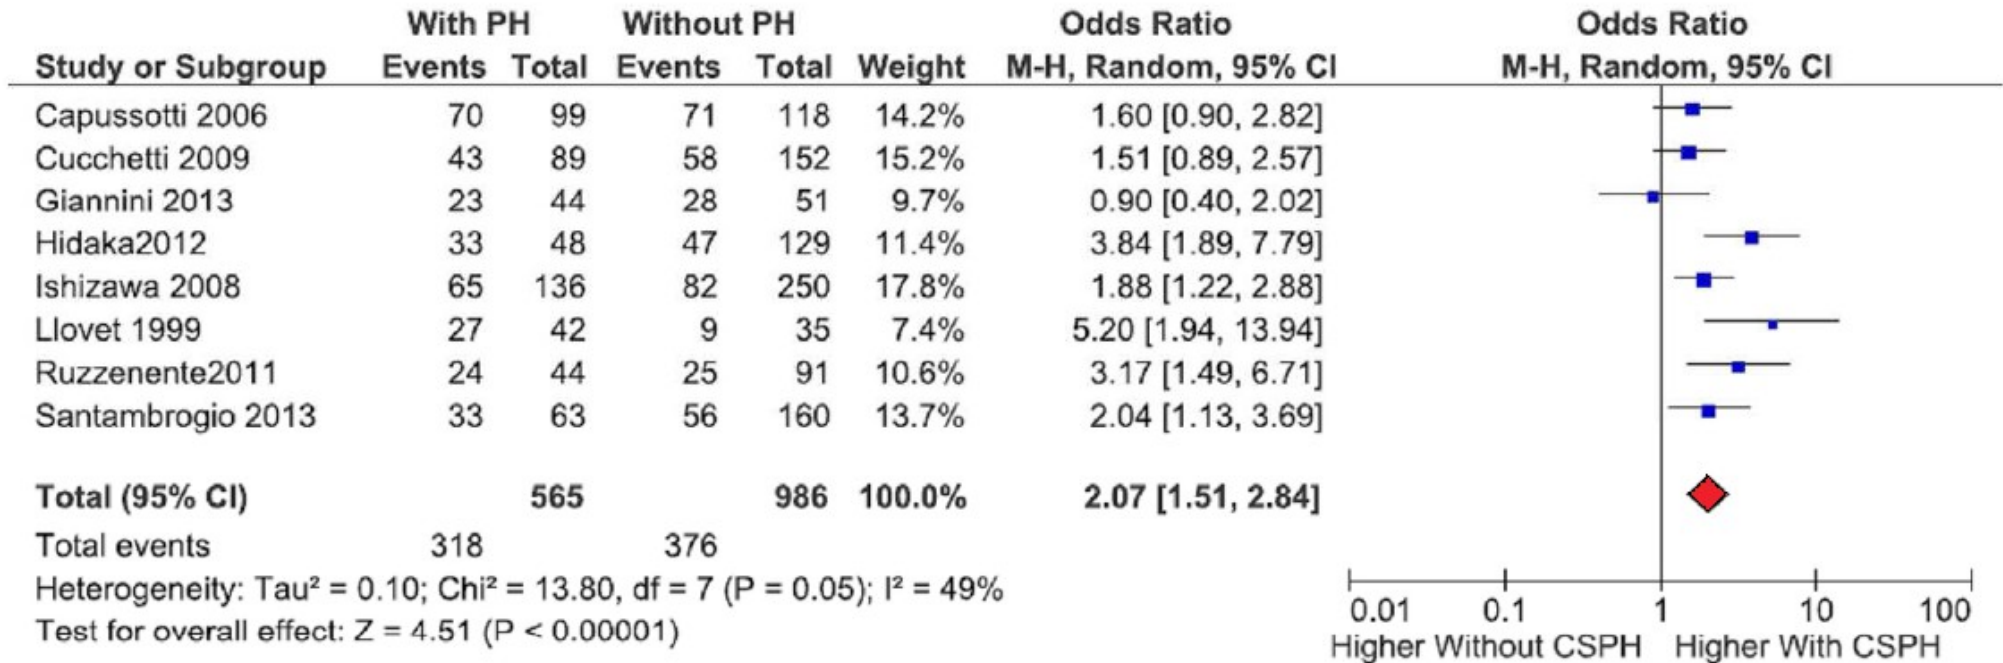 With PH Without PH Odds Ratio Odds Ratio
Study or Subgroup Events Total Events Total Weight M-H, Random, 95% CI M-H, Random, 95% CI
Capussotti 2006 70 99 71 118 14.2% 1.60 [0.90, 2.82]
Cucchetti 2009 43 89 58 152 15.2% 1.51 [0.89, 2.57]
Giannini 2013 23 44 28 51 9.7% 0.90 [0.40, 2.02]
Hidaka2012 33 48 47 129 11.4% 3.84 [1.89, 7.79]
Ishizawa 2008 65 136 82 250 17.8% 1.88 [1.22, 2.88]
Llovet 1999 27 42 9 35 7.4% 5.20 [1.94, 13.94]
Ruzzenente2011 24 44 25 91 10.6% 3.17 [1.49, 6.71]
Santambrogio 2013 33 63 56 160 13.7% 2.04 [1.13, 3.69]
Total (95% CI) 565 986 100.0% 2.07 [1.51, 2.84]
Total events 318 376
Heterogeneity: Tau² = 0.10; Chi² = 13.80, df = 7 (P = 0.05); I² = 49%
Test for overall effect: Z = 4.51 (P < 0.00001)
0.01 0.1 1 10 100
Higher Without CSPH Higher With CSPH